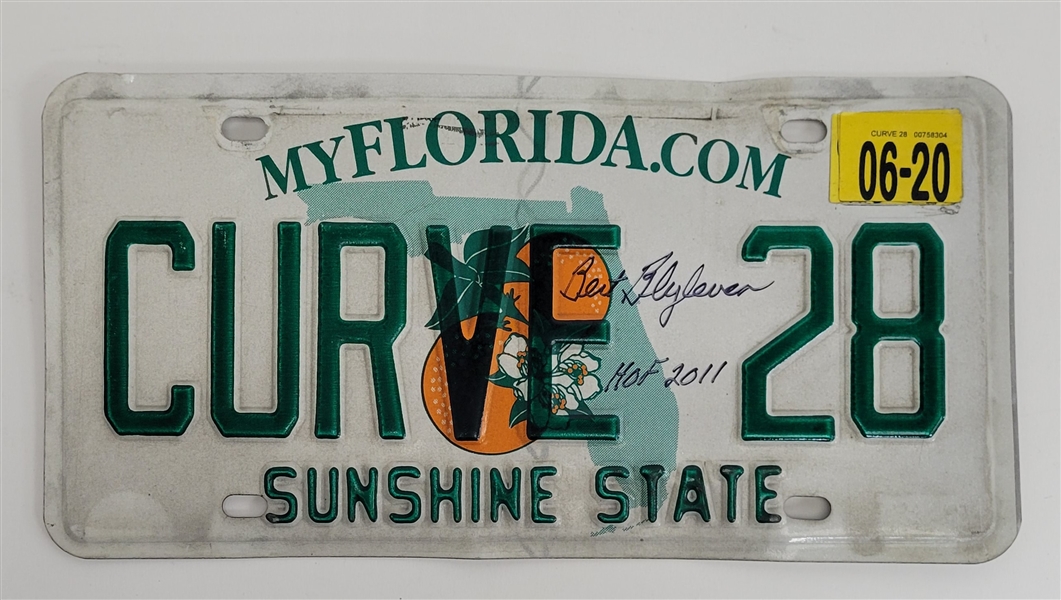 MYFLORIDA.COM
CURVE 28 00758304
06-20
CURVE 28
Bert Blyleven
HOF 2011
SUNSHINE STATE